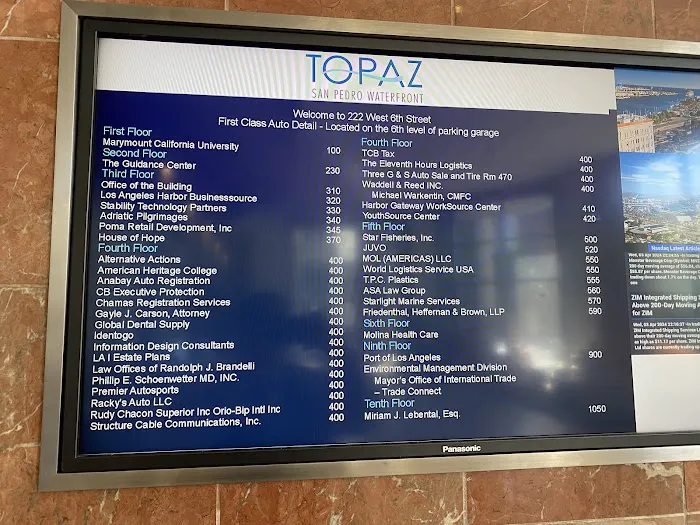 TOPAZ
SAN PEDRO WATERFRONT
Welcome to 222 West 6th Street
First Class Auto Detail - Located on the 6th level of parking garage
First Floor
Marymount California University 100
Second Floor
The Guidance Center 230
Third Floor
Office of the Building 310
Los Angeles Harbor Businesssource 320
Stability Technology Partners 330
Adriatic Pilgrimages 340
Poma Retail Development, Inc 345
House of Hope 370
Fourth Floor
Alternative Actions 400
American Heritage College 400
Anabay Auto Registration 400
CB Executive Protection 400
Chamas Registration Services 400
Gayle J. Carson, Attorney 400
Global Dental Supply 400
Identogo 400
Information Design Consultants 400
LA I Estate Plans 400
Law Offices of Randolph J. Brandelli 400
Phillip E. Schoenwetter MD, INC. 400
Premier Autosports 400
Racky's Auto LLC 400
Rudy Chacon Superior Inc Orio-Blp Intl Inc 400
Structure Cable Communications, Inc. 400
Fourth Floor
TCB Tax 400
The Eleventh Hours Logistics 400
Three G & S Auto Sale and Tire Rm 470 400
Waddell & Reed INC. 400
Michael Warkentin, CMFC
Harbor Gateway WorkSource Center 410
YouthSource Center 420
Fifth Floor
Star Fisheries, Inc. 500
JUVO 520
MOL (AMERICAS) LLC 550
World Logistics Service USA 550
T.P.C. Plastics 555
ASA Law Group 560
Starlight Marine Services 570
Friedenthal, Heffernan & Brown, LLP 590
Sixth Floor
Molina Health Care
Ninth Floor
Port of Los Angeles 900
Environmental Management Division
Mayor's Office of International Trade
– Trade Connect
Tenth Floor
Miriam J. Lebental, Esq. 1050
Nasdaq Latest Article
ZIM Integrated Shipping
Above 200-Day Moving
for ZIM
Panasonic